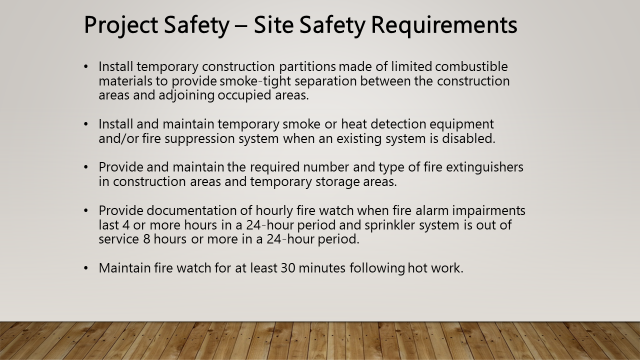 Project Safety – Site Safety Requirements
• Install temporary construction partitions made of limited combustible
materials to provide smoke-tight separation between the construction
areas and adjoining occupied areas.
• Install and maintain temporary smoke or heat detection equipment
and/or fire suppression system when an existing system is disabled.
• Provide and maintain the required number and type of fire extinguishers
in construction areas and temporary storage areas.
• Provide documentation of hourly fire watch when fire alarm impairments
last 4 or more hours in a 24-hour period and sprinkler system is out of
service 8 hours or more in a 24-hour period.
• Maintain fire watch for at least 30 minutes following hot work.